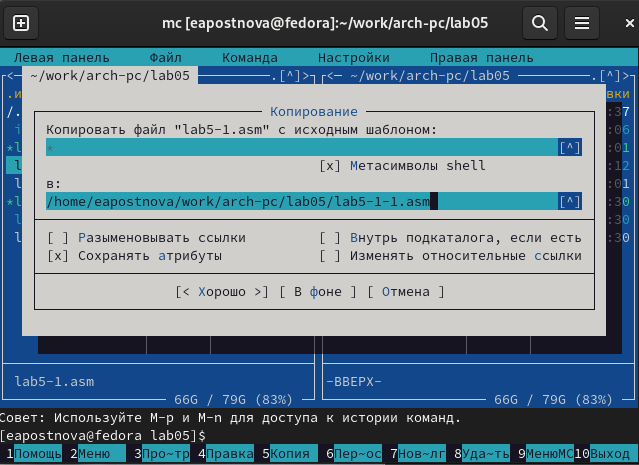 mc [eapostnova@fedora]:~/work/arch-pc/lab05
Левая панель Файл Команда Настройки Правая панель
~/work/arch-pc/lab05 .[^]> <─ ~/work/arch-pc/lab05 .[^]>
Копирование
Копировать файл "lab5-1.asm" с исходным шаблоном:
* [^]
[x] Метасимволы shell
в:
/home/eapostnova/work/arch-pc/lab05/lab5-1-1.asm [^]
[ ] Разыменовывать ссылки [ ] Внутрь подкаталога, если есть
[x] Сохранять атрибуты [ ] Изменять относительные ссылки
[< Хорошо >] [ В фоне ] [ Отмена ]
lab5-1.asm -ВВЕРХ-
66G / 79G (83%) 66G / 79G (83%)
Совет: Используйте M-p и M-n для доступа к истории команд.
[eapostnova@fedora lab05]$
1Помощь 2Меню 3Про~тр 4Правка 5Копия 6Пер~ос 7Нов~лг 8Уда~ть 9МенюMC 10Выход